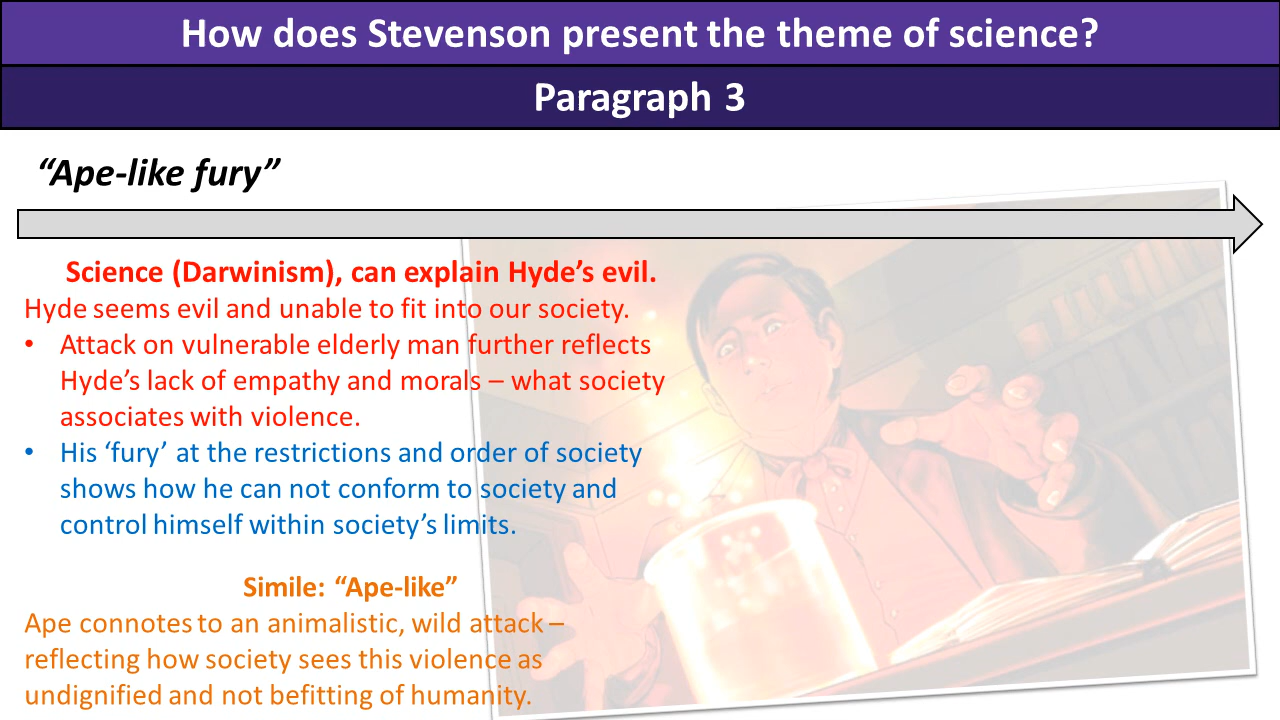 How does Stevenson present the theme of science?
Paragraph 3
“Ape-like fury”
Science (Darwinism), can explain Hyde’s evil.
Hyde seems evil and unable to fit into our society.
• Attack on vulnerable elderly man further reflects
Hyde’s lack of empathy and morals – what society
associates with violence.
• His ‘fury’ at the restrictions and order of society
shows how he can not conform to society and
control himself within society’s limits.
Simile: “Ape-like”
Ape connotes to an animalistic, wild attack –
reflecting how society sees this violence as
undignified and not befitting of humanity.